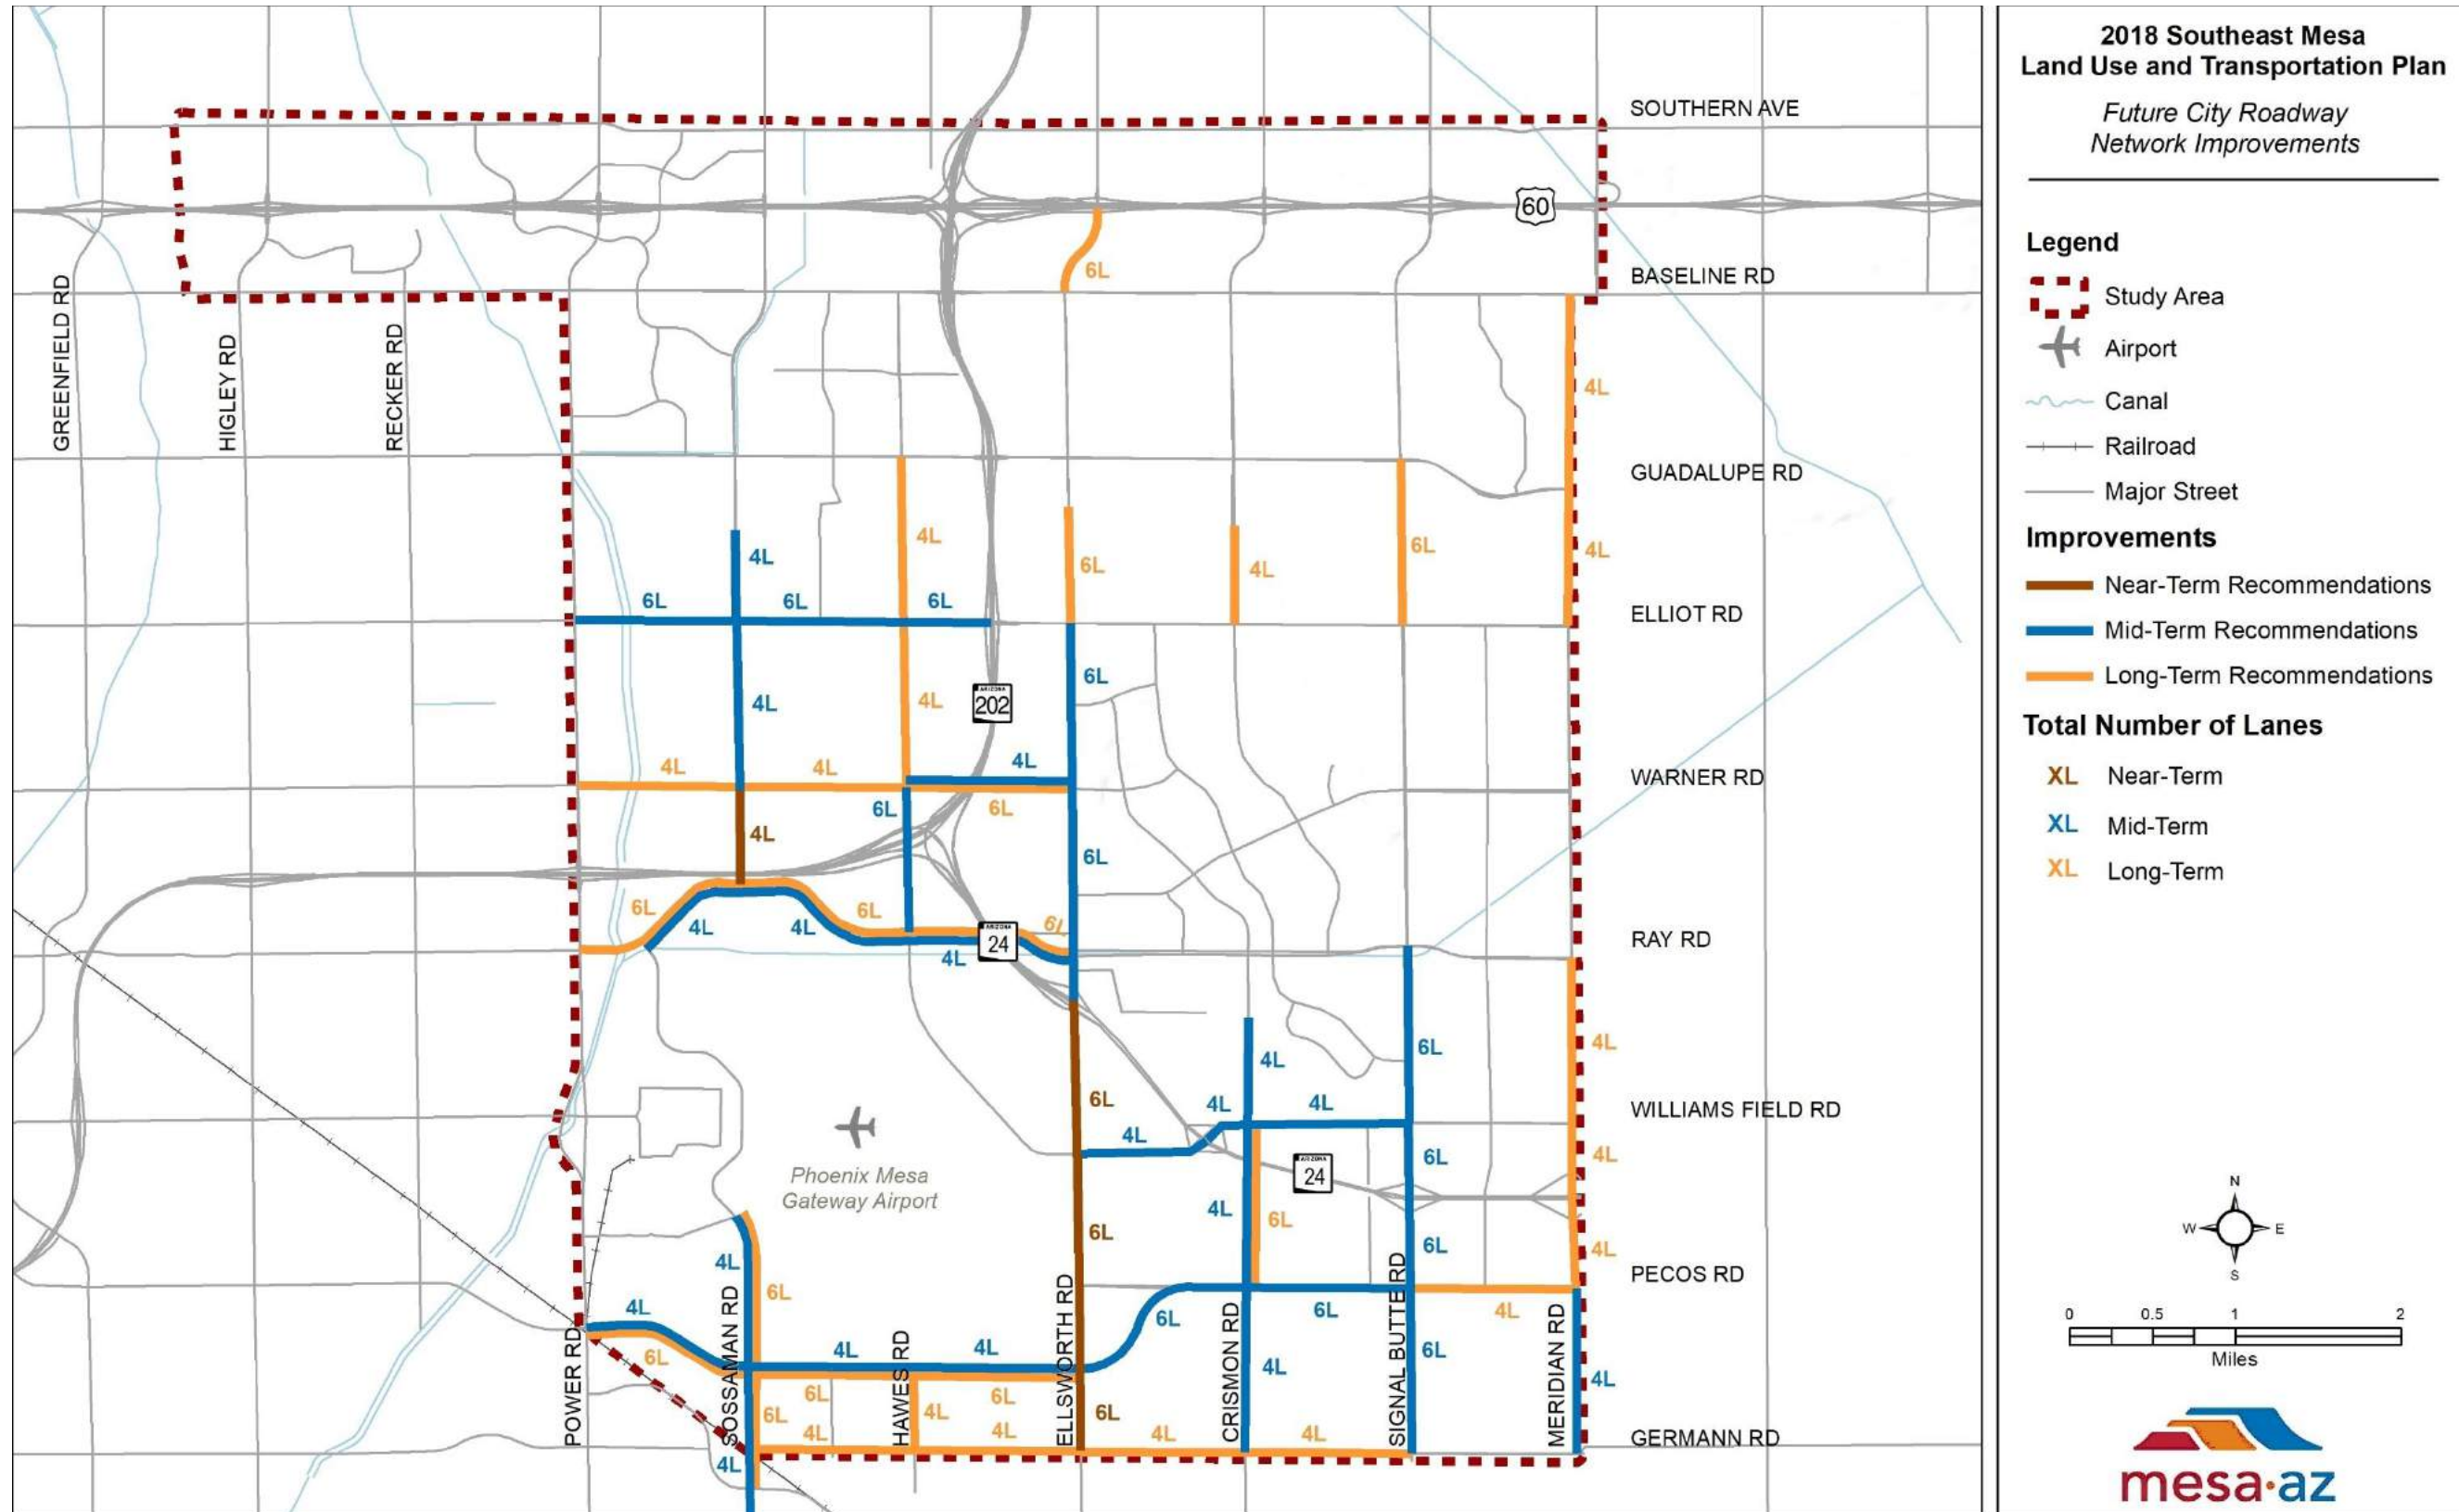 2018 Southeast Mesa
Land Use and Transportation Plan
Future City Roadway
Network Improvements
Legend
Study Area
Airport
Canal
Railroad
Major Street
Improvements
Near-Term Recommendations
Mid-Term Recommendations
Long-Term Recommendations
Total Number of Lanes
XL Near-Term
XL Mid-Term
XL Long-Term
N
W E
S
0 0.5 1 2
Miles
mesa·az
SOUTHERN AVE
60
BASELINE RD
6L
GREENFIELD RD
HIGLEY RD
RECKER RD
4L
GUADALUPE RD
4L
4L
6L
4L
6L
4L
ELLIOT RD
6L
6L
6L
6L
4L
4L
ARIZONA
202
WARNER RD
4L
4L
4L
6L
6L
4L
6L
RAY RD
6L
6L
6L
4L
4L
4L
ARIZONA
24
6L
4L
4L
6L
WILLIAMS FIELD RD
4L
4L
4L
6L
4L
Phoenix Mesa
Gateway Airport
ARIZONA
24
4L
6L
6L
4L
6L
6L
4L
PECOS RD
4L
6L
6L
6L
4L
4L
4L
6L
4L
6L
4L
POWER RD
SOSSAMAN RD
HAWES RD
ELLSWORTH RD
CRISMON RD
SIGNAL BUTTE RD
MERIDIAN RD
6L
6L
6L
4L
6L
4L
4L
4L
4L
GERMANN RD
4L